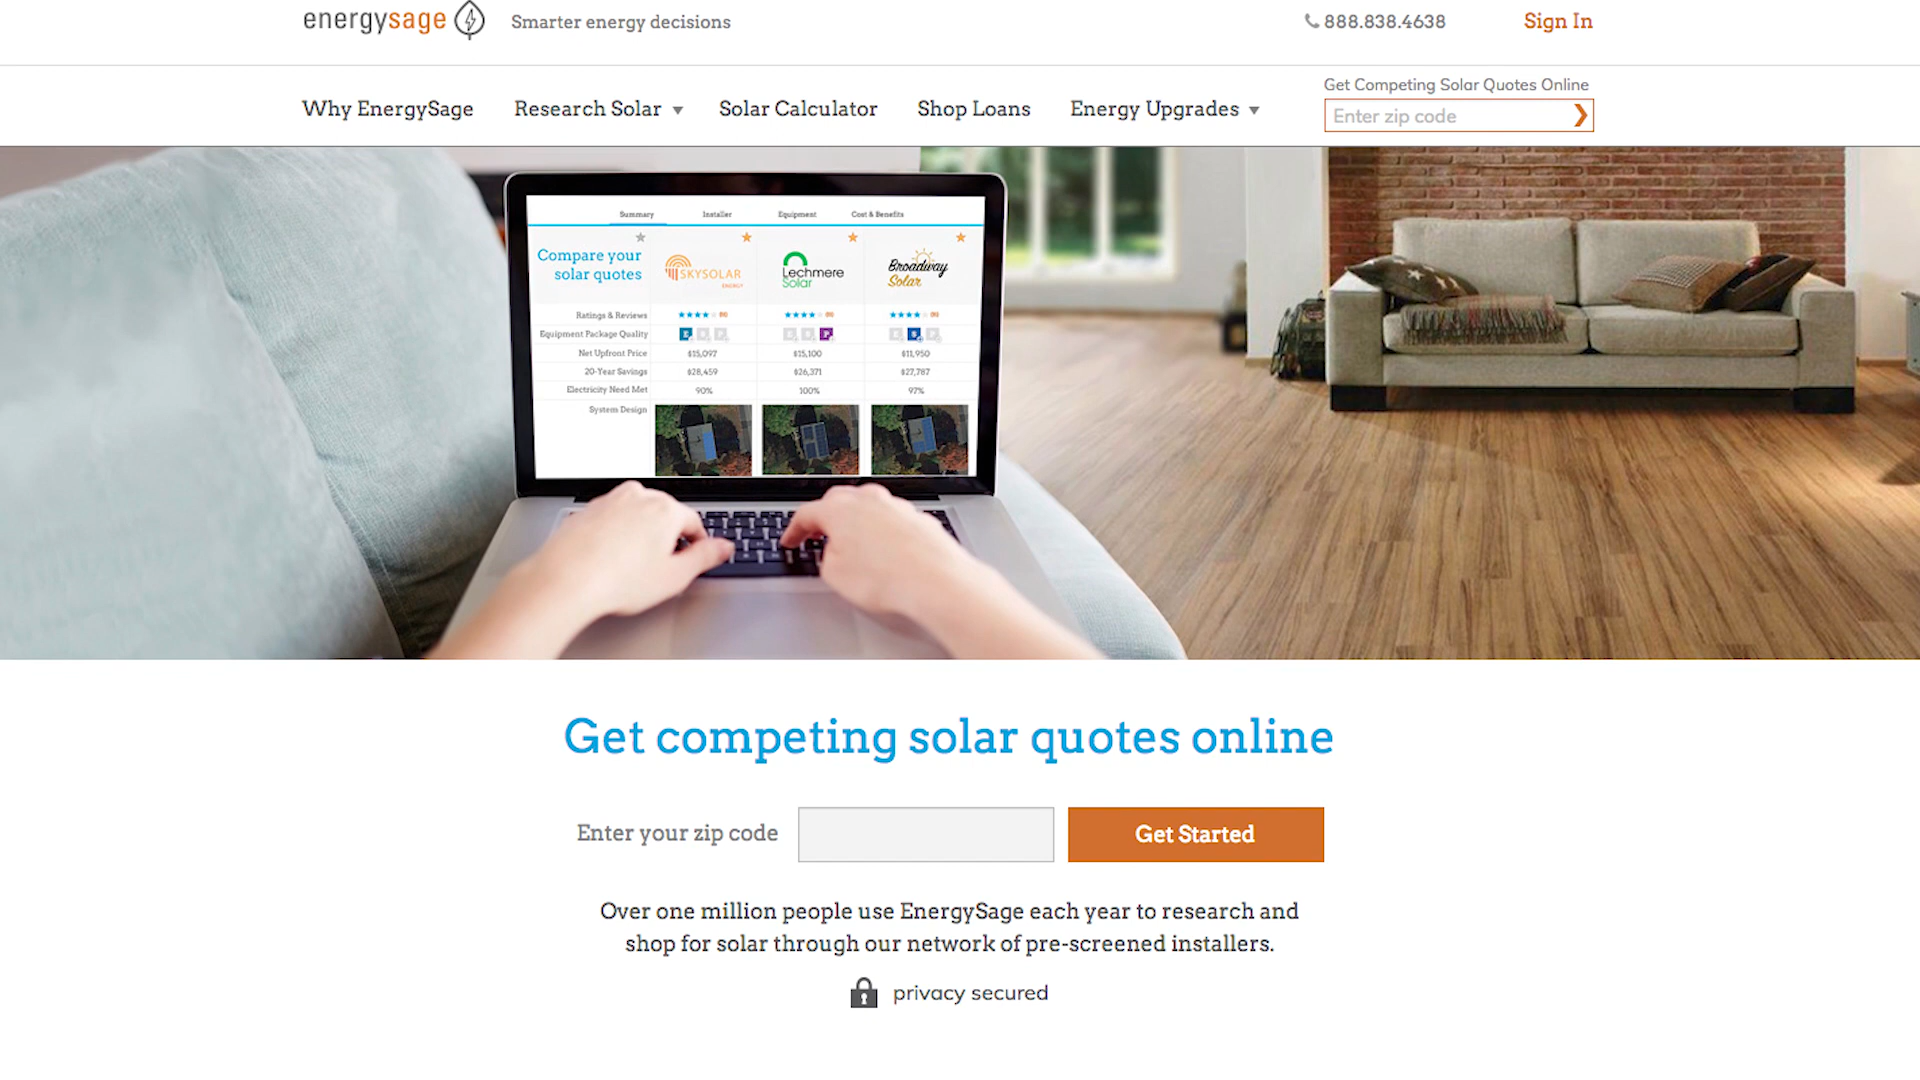 energysage
Smarter energy decisions
888.838.4638
Sign In
Why EnergySage
Research Solar
Solar Calculator
Shop Loans
Energy Upgrades
Get Competing Solar Quotes Online
Enter zip code
Summary
Installer
Equipment
Cost & Benefits
Compare your
solar quotes
SKYSOLAR
ENERGY
Lechmere
Solar
Broadway
Solar
Ratings & Reviews
Equipment Package Quality
Net Upfront Price
$15,097
$15,100
$11,950
20-Year Savings
$28,459
$26,371
$27,787
Electricity Need Met
90%
100%
97%
System Design
Get competing solar quotes online
Enter your zip code
Get Started
Over one million people use EnergySage each year to research and
shop for solar through our network of pre-screened installers.
privacy secured